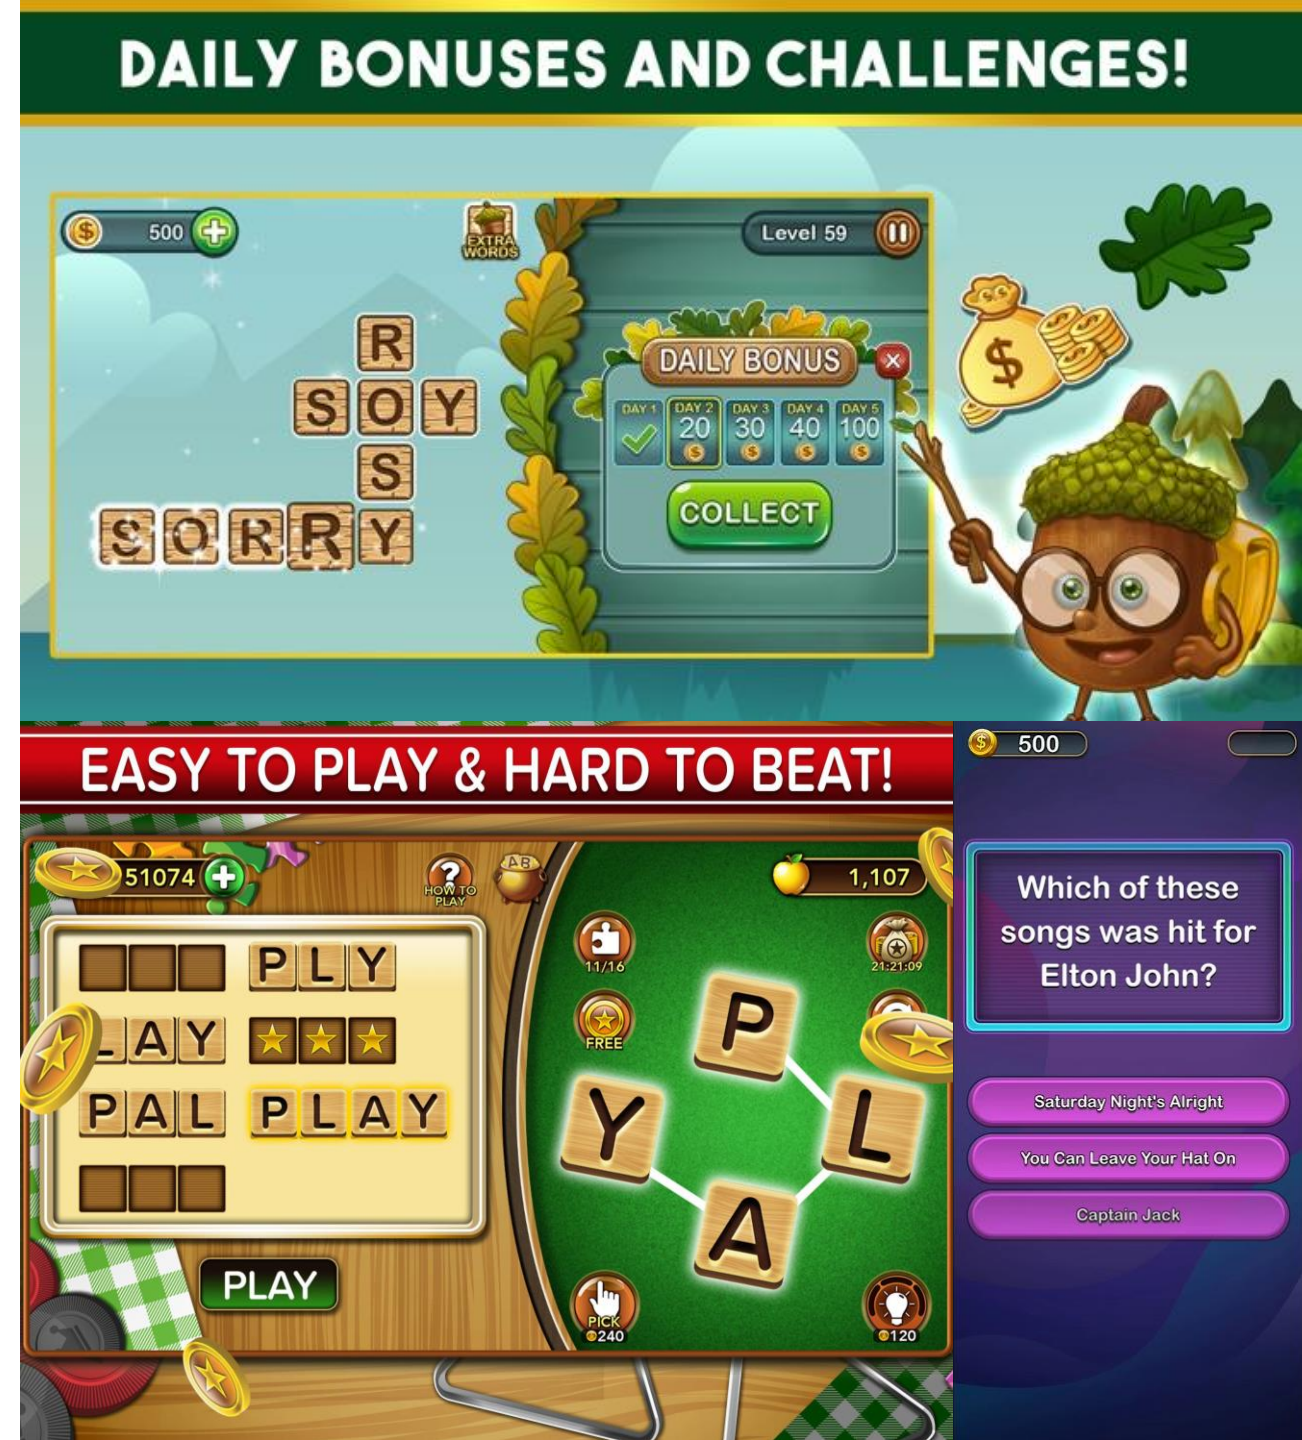 DAILY BONUSES AND CHALLENGES!
500
EXTRA
WORDS
Level 59
R
SOY
S
SORRY
DAILY BONUS
DAY 1 DAY 2 DAY 3 DAY 4 DAY 5
20 30 40 100
COLLECT
EASY TO PLAY & HARD TO BEAT!
51074
HOW TO
PLAY
AB
1,107
PLY
LAY
PAL PLAY
PLAY
11/16
FREE
21:21:09
P
Y
L
A
PICK
240
120
500
Which of these
songs was hit for
Elton John?
Saturday Night's Alright
You Can Leave Your Hat On
Captain Jack